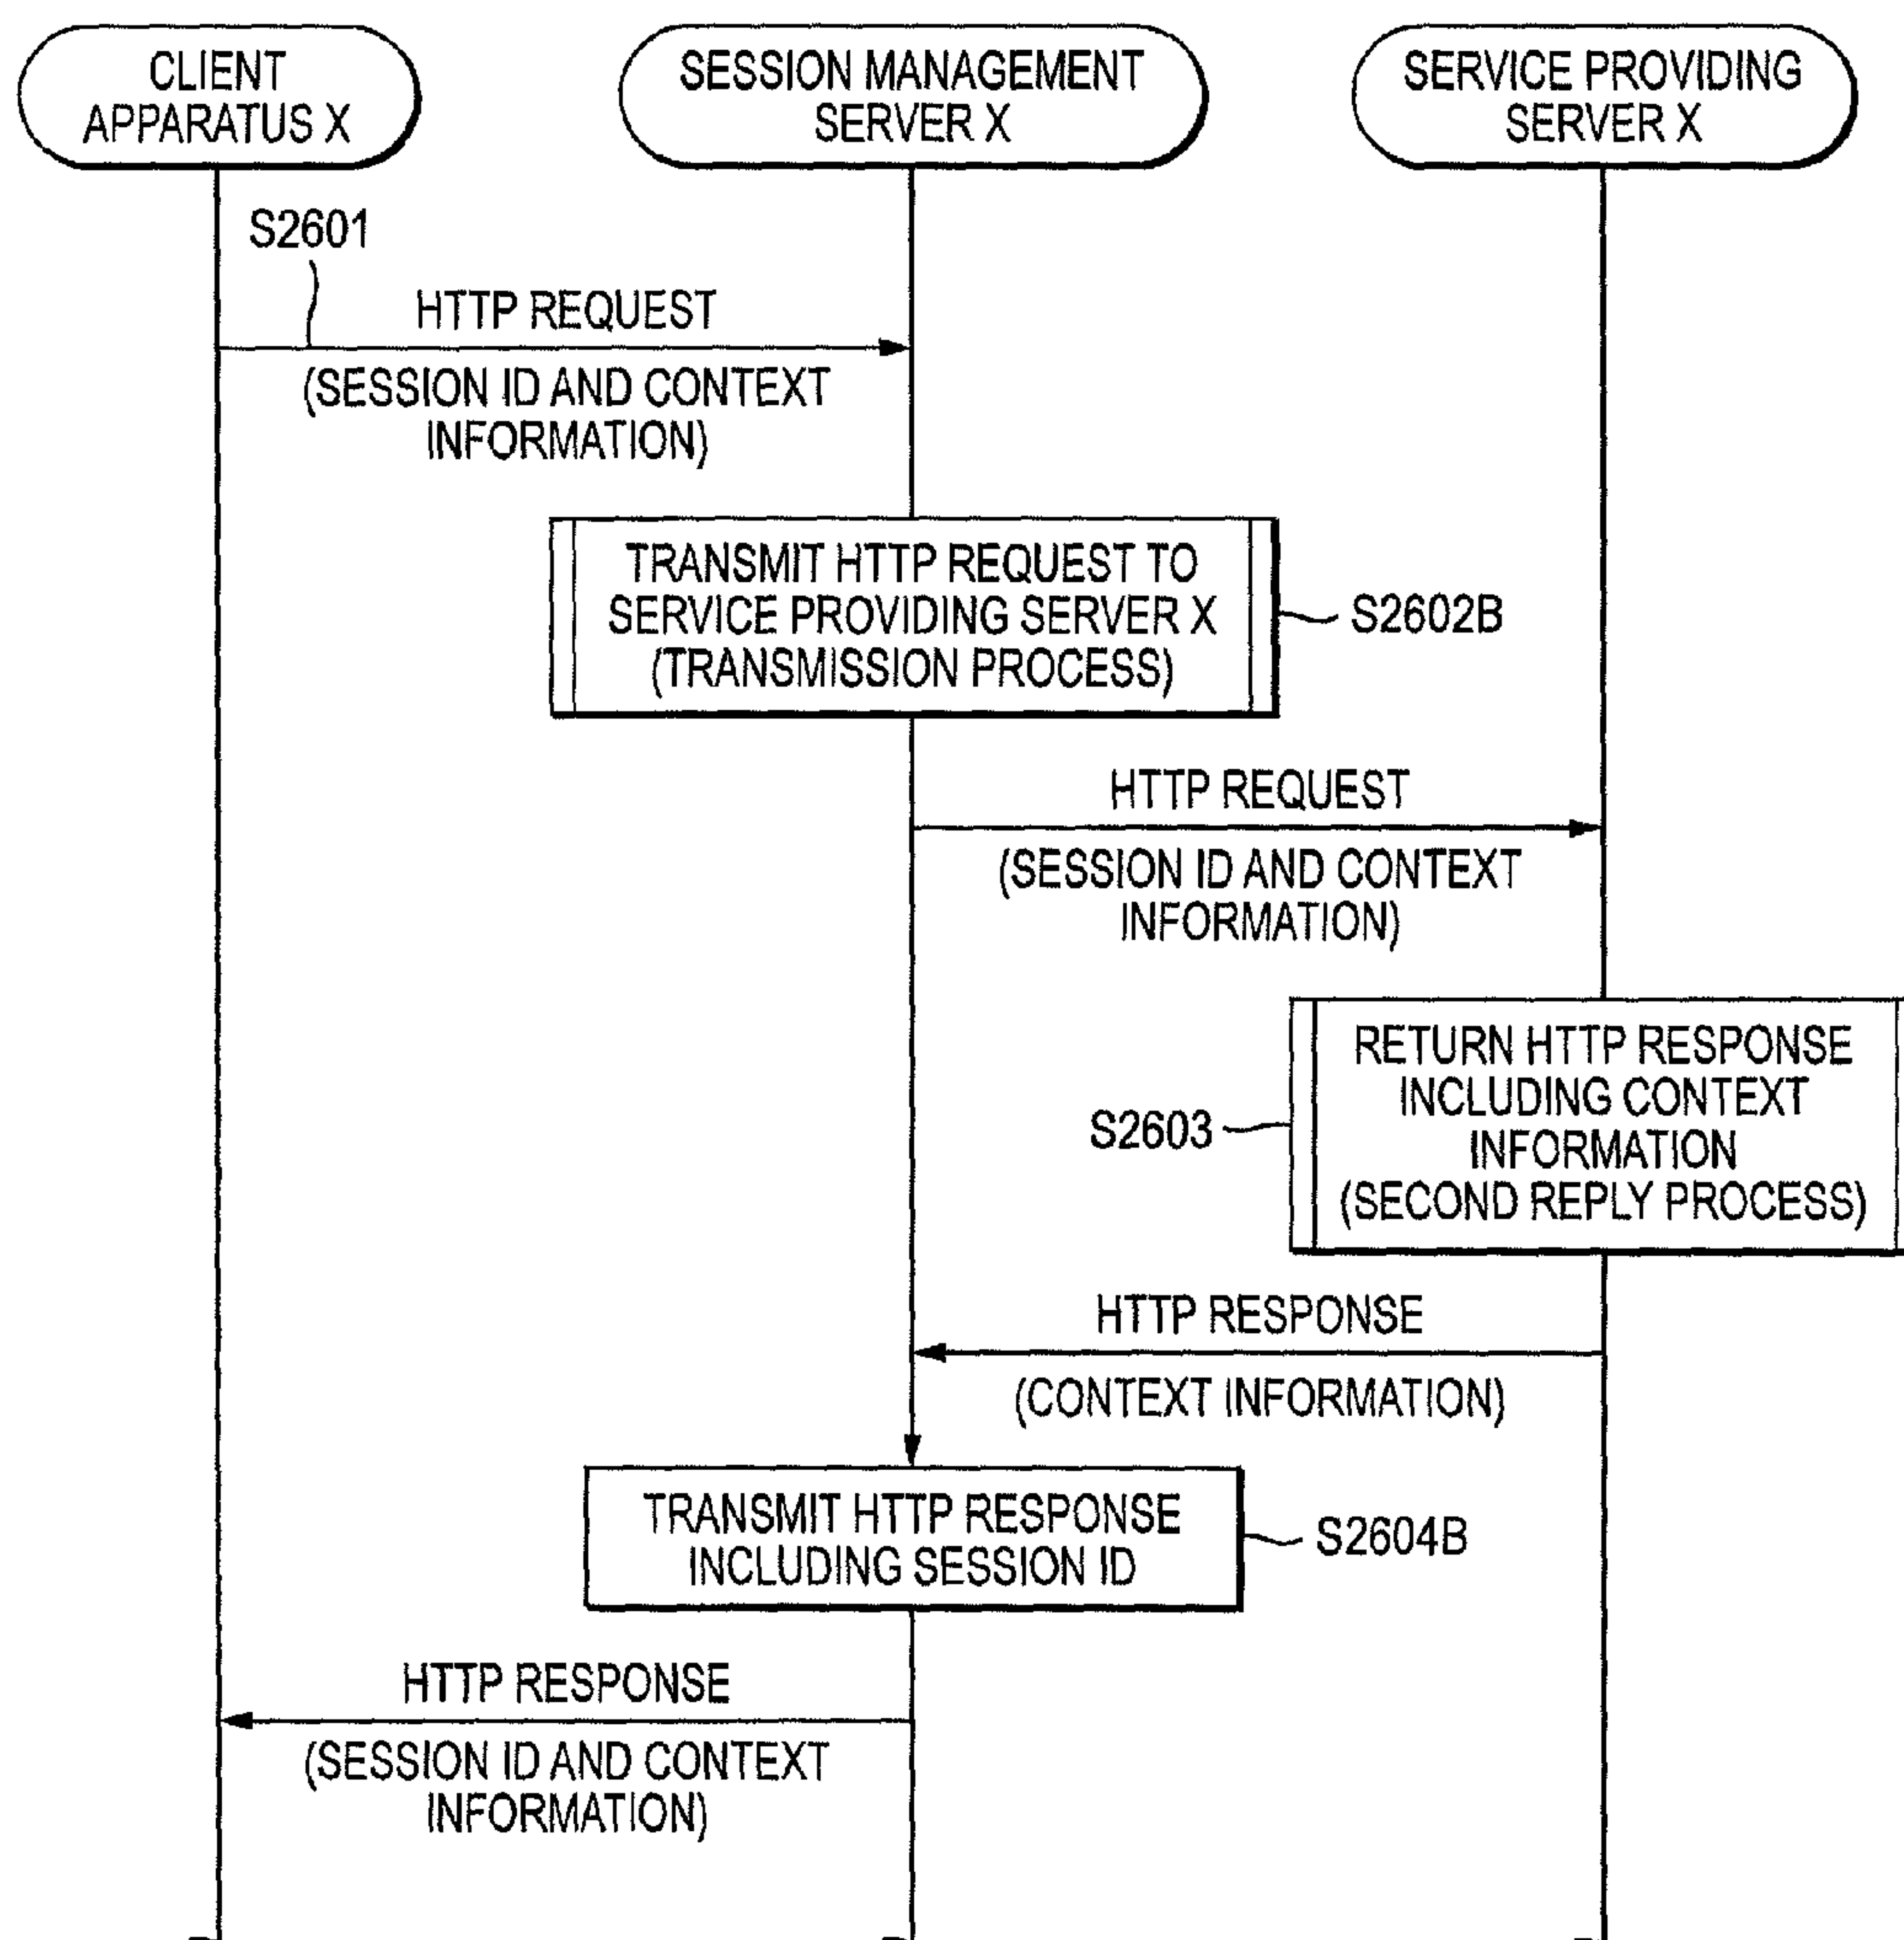 CLIENT
APPARATUS X
SESSION MANAGEMENT
SERVER X
SERVICE PROVIDING
SERVER X
S2601
HTTP REQUEST
(SESSION ID AND CONTEXT
INFORMATION)
TRANSMIT HTTP REQUEST TO
SERVICE PROVIDING SERVER X
(TRANSMISSION PROCESS)
S2602B
HTTP REQUEST
(SESSION ID AND CONTEXT
INFORMATION)
RETURN HTTP RESPONSE
INCLUDING CONTEXT
INFORMATION
(SECOND REPLY PROCESS)
S2603
HTTP RESPONSE
(CONTEXT INFORMATION)
TRANSMIT HTTP RESPONSE
INCLUDING SESSION ID
S2604B
HTTP RESPONSE
(SESSION ID AND CONTEXT
INFORMATION)